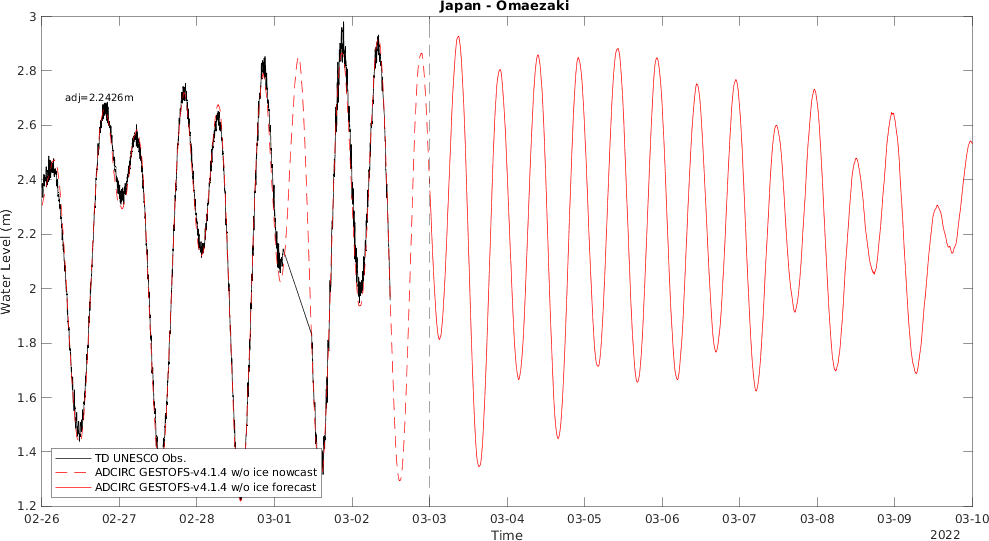 Japan - Omaezaki
3
2.8
2.6
2.4
2.2
2
1.8
1.6
1.4
1.2
Water Level (m)
adj=2.2426m
TD UNESCO Obs.
ADCIRC GESTOFS-v4.1.4 w/o ice nowcast
ADCIRC GESTOFS-v4.1.4 w/o ice forecast
02-26 02-27 02-28 03-01 03-02 03-03 03-04 03-05 03-06 03-07 03-08 03-09 03-10
Time
2022